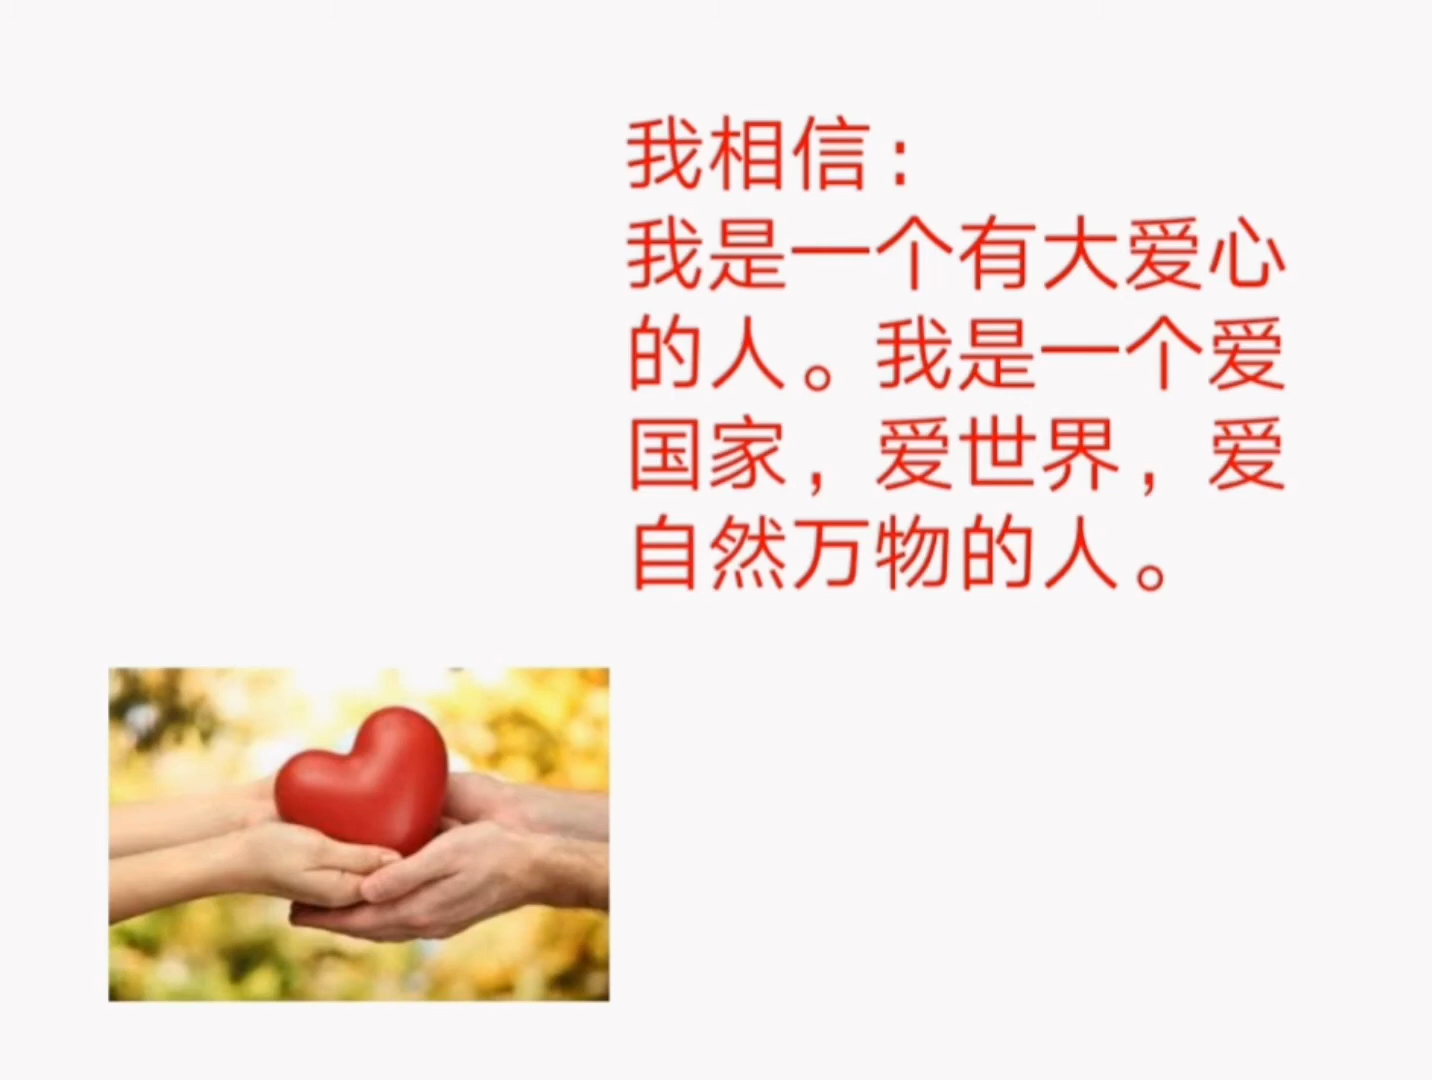 我相信：
我是一个有大爱心
的人。我是一个爱
国家，爱世界，爱
自然万物的人。